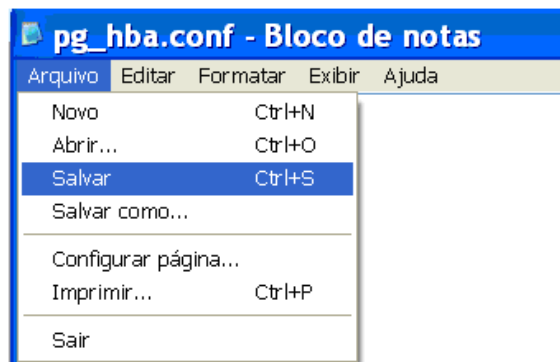 pg_hba.conf - Bloco de notas
Arquivo Editar Formatar Exibir Ajuda
Novo Ctrl+N
Abrir... Ctrl+O
Salvar Ctrl+S
Salvar como...
Configurar página...
Imprimir... Ctrl+P
Sair